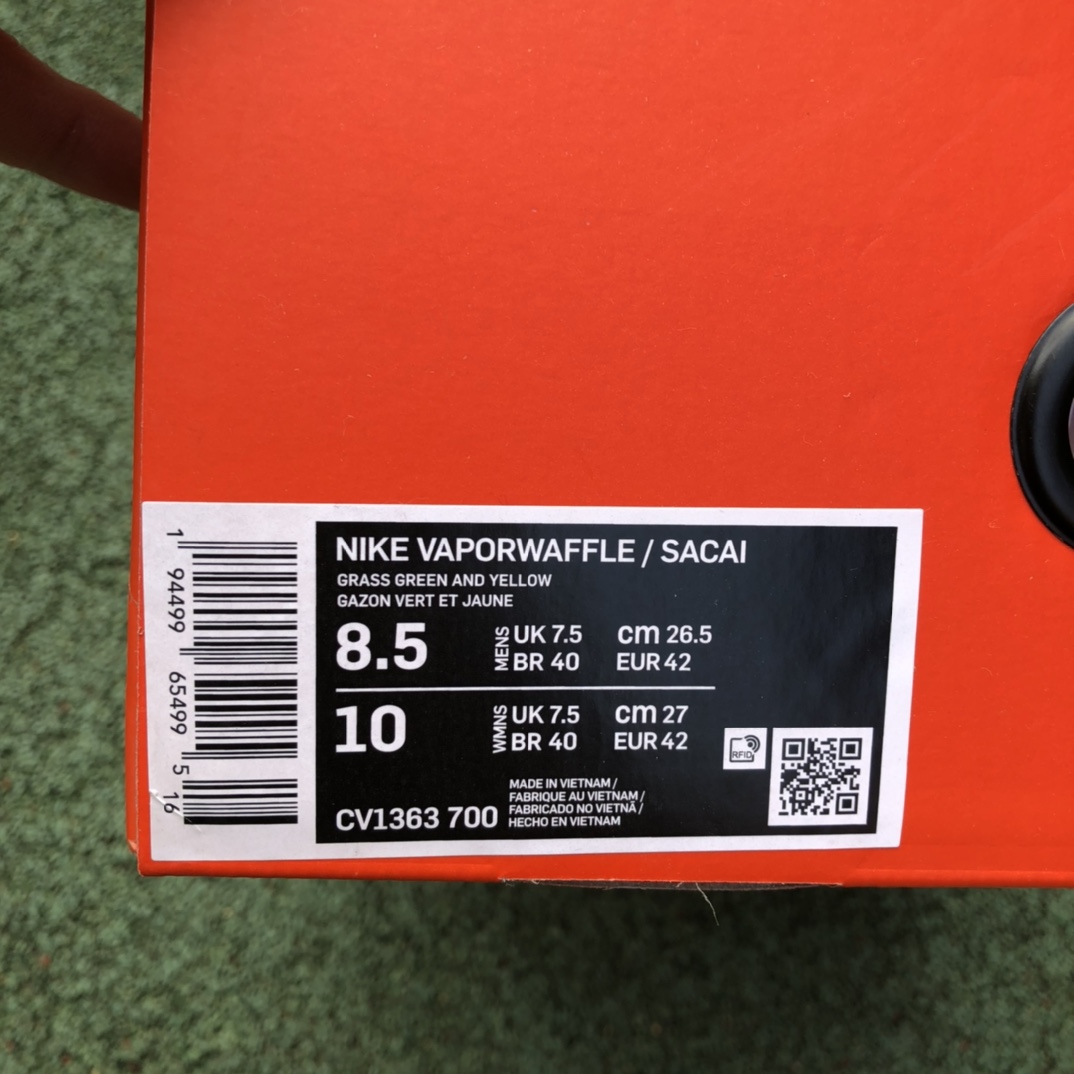 NIKE VAPORWAFFLE / SACAI
GRASS GREEN AND YELLOW
GAZON VERT ET JAUNE
8.5 MENS UK 7.5 cm 26.5
BR 40 EUR 42
10 WMNS UK 7.5 cm 27
BR 40 EUR 42
RFID
MADE IN VIETNAM /
FABRIQUE AU VIETNAM /
FABRICADO NO VIETNÃ /
HECHO EN VIETNAM
CV1363 700
1 94499 65499 5 16